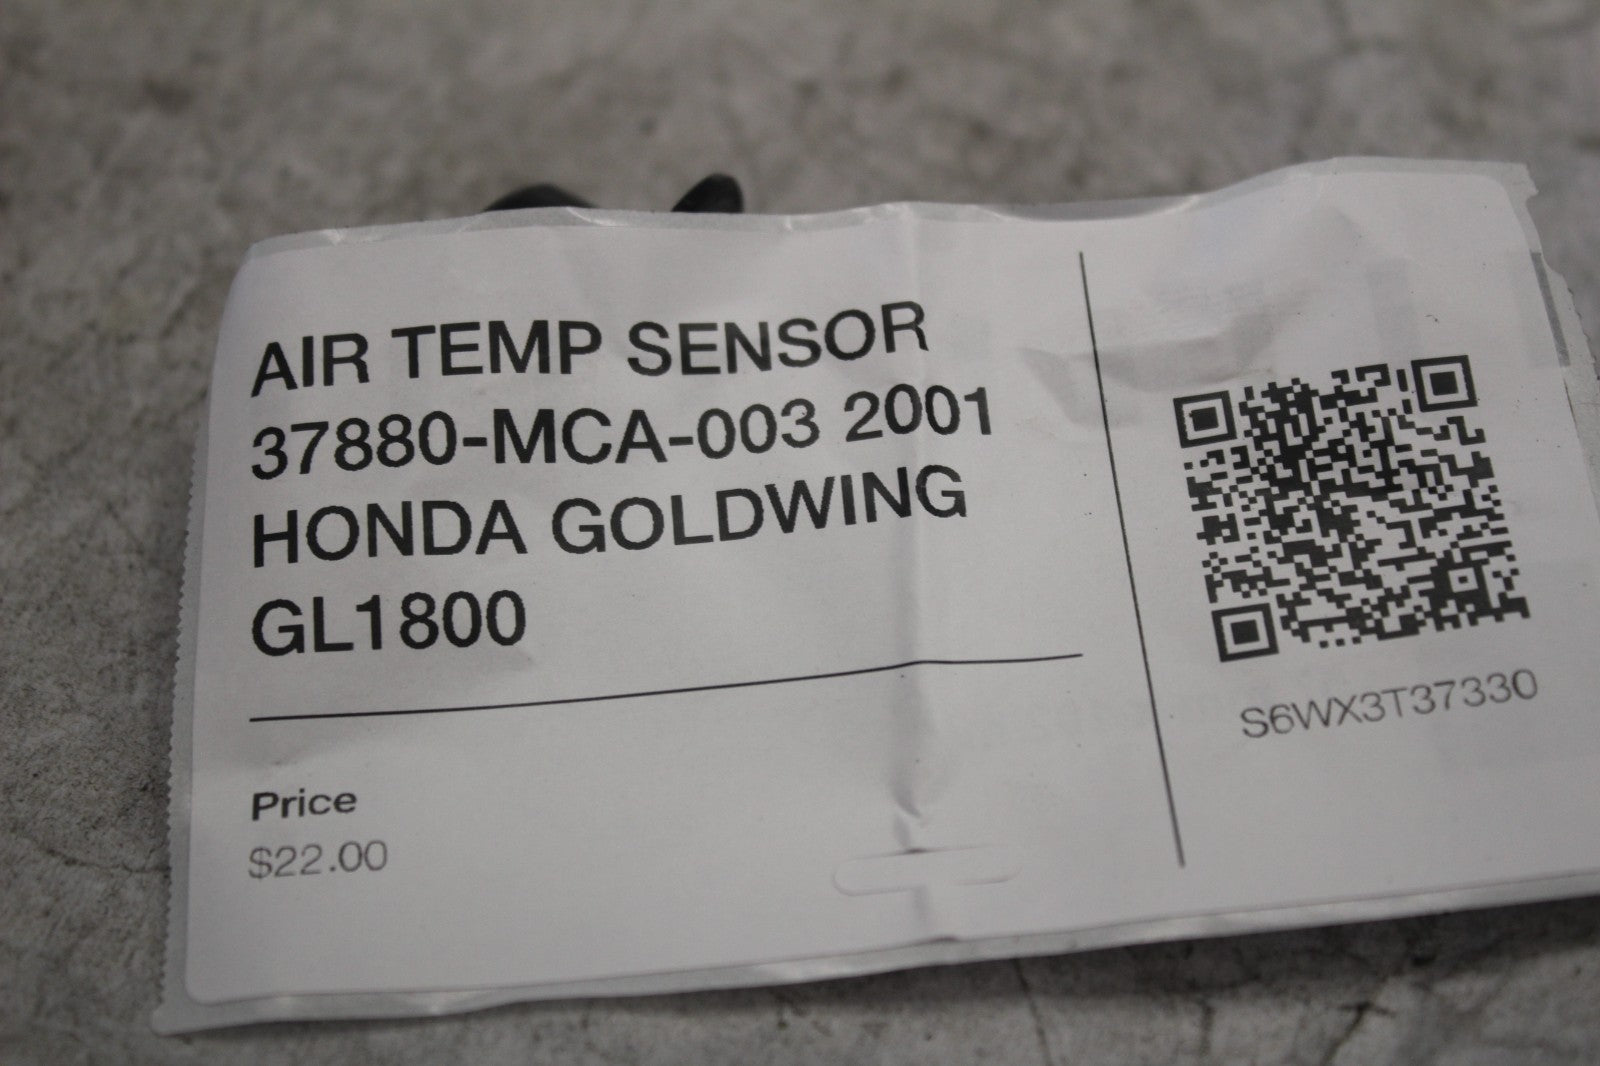 AIR TEMP SENSOR
37880-MCA-003 2001
HONDA GOLDWING
GL1800
Price
$22.00
S6WX3T37330